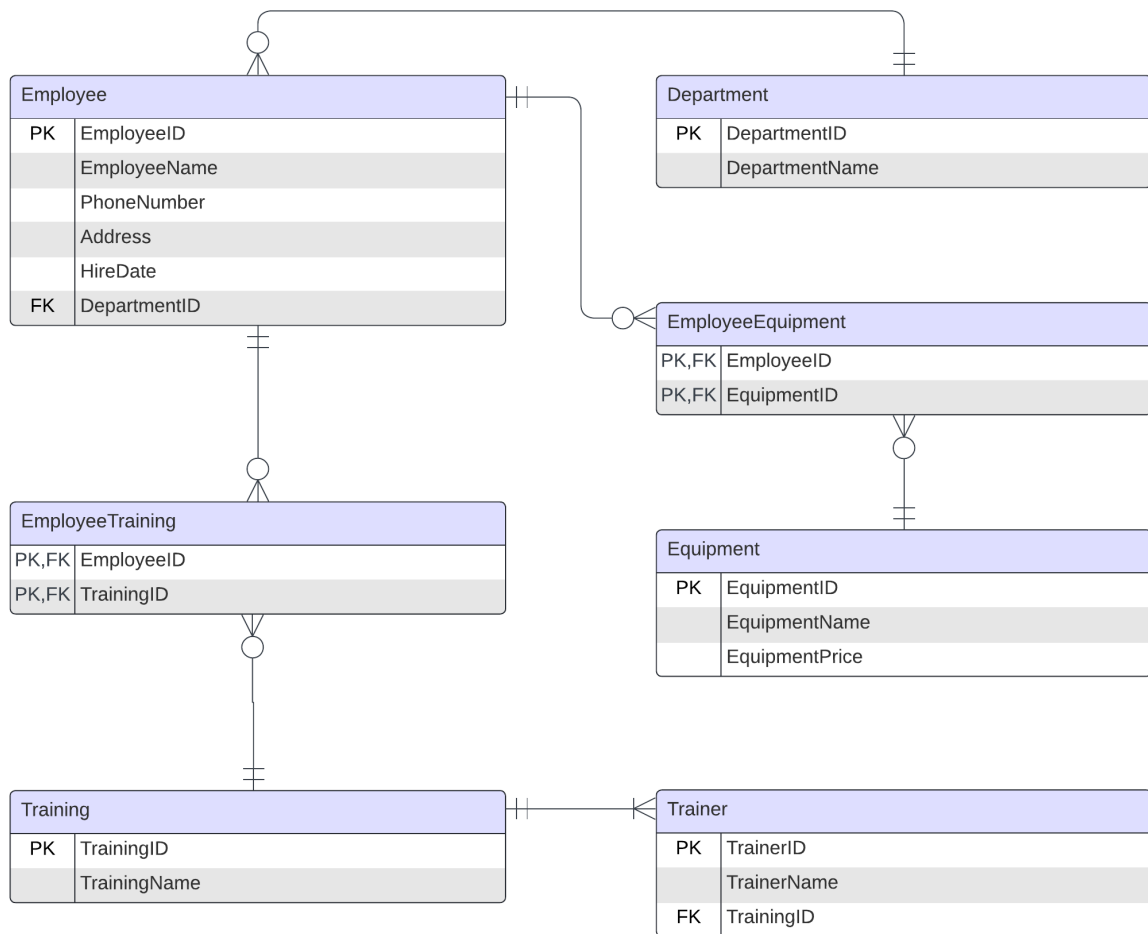 Employee
PK EmployeeID
EmployeeName
PhoneNumber
Address
HireDate
FK DepartmentID
Department
PK DepartmentID
DepartmentName
EmployeeEquipment
PK,FK EmployeeID
PK,FK EquipmentID
EmployeeTraining
PK,FK EmployeeID
PK,FK TrainingID
Equipment
PK EquipmentID
EquipmentName
EquipmentPrice
Training
PK TrainingID
TrainingName
Trainer
PK TrainerID
TrainerName
FK TrainingID